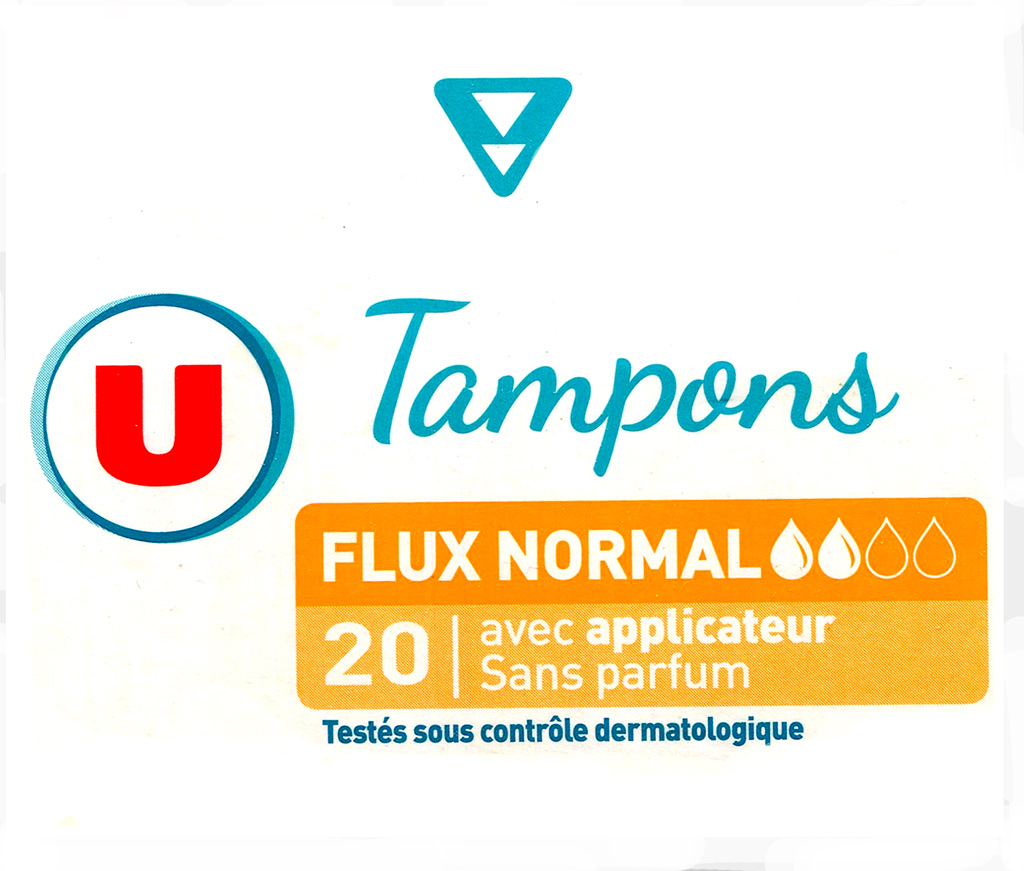 U
Tampons
FLUX NORMAL
20
avec applicateur
Sans parfum
Testés sous contrôle dermatologique